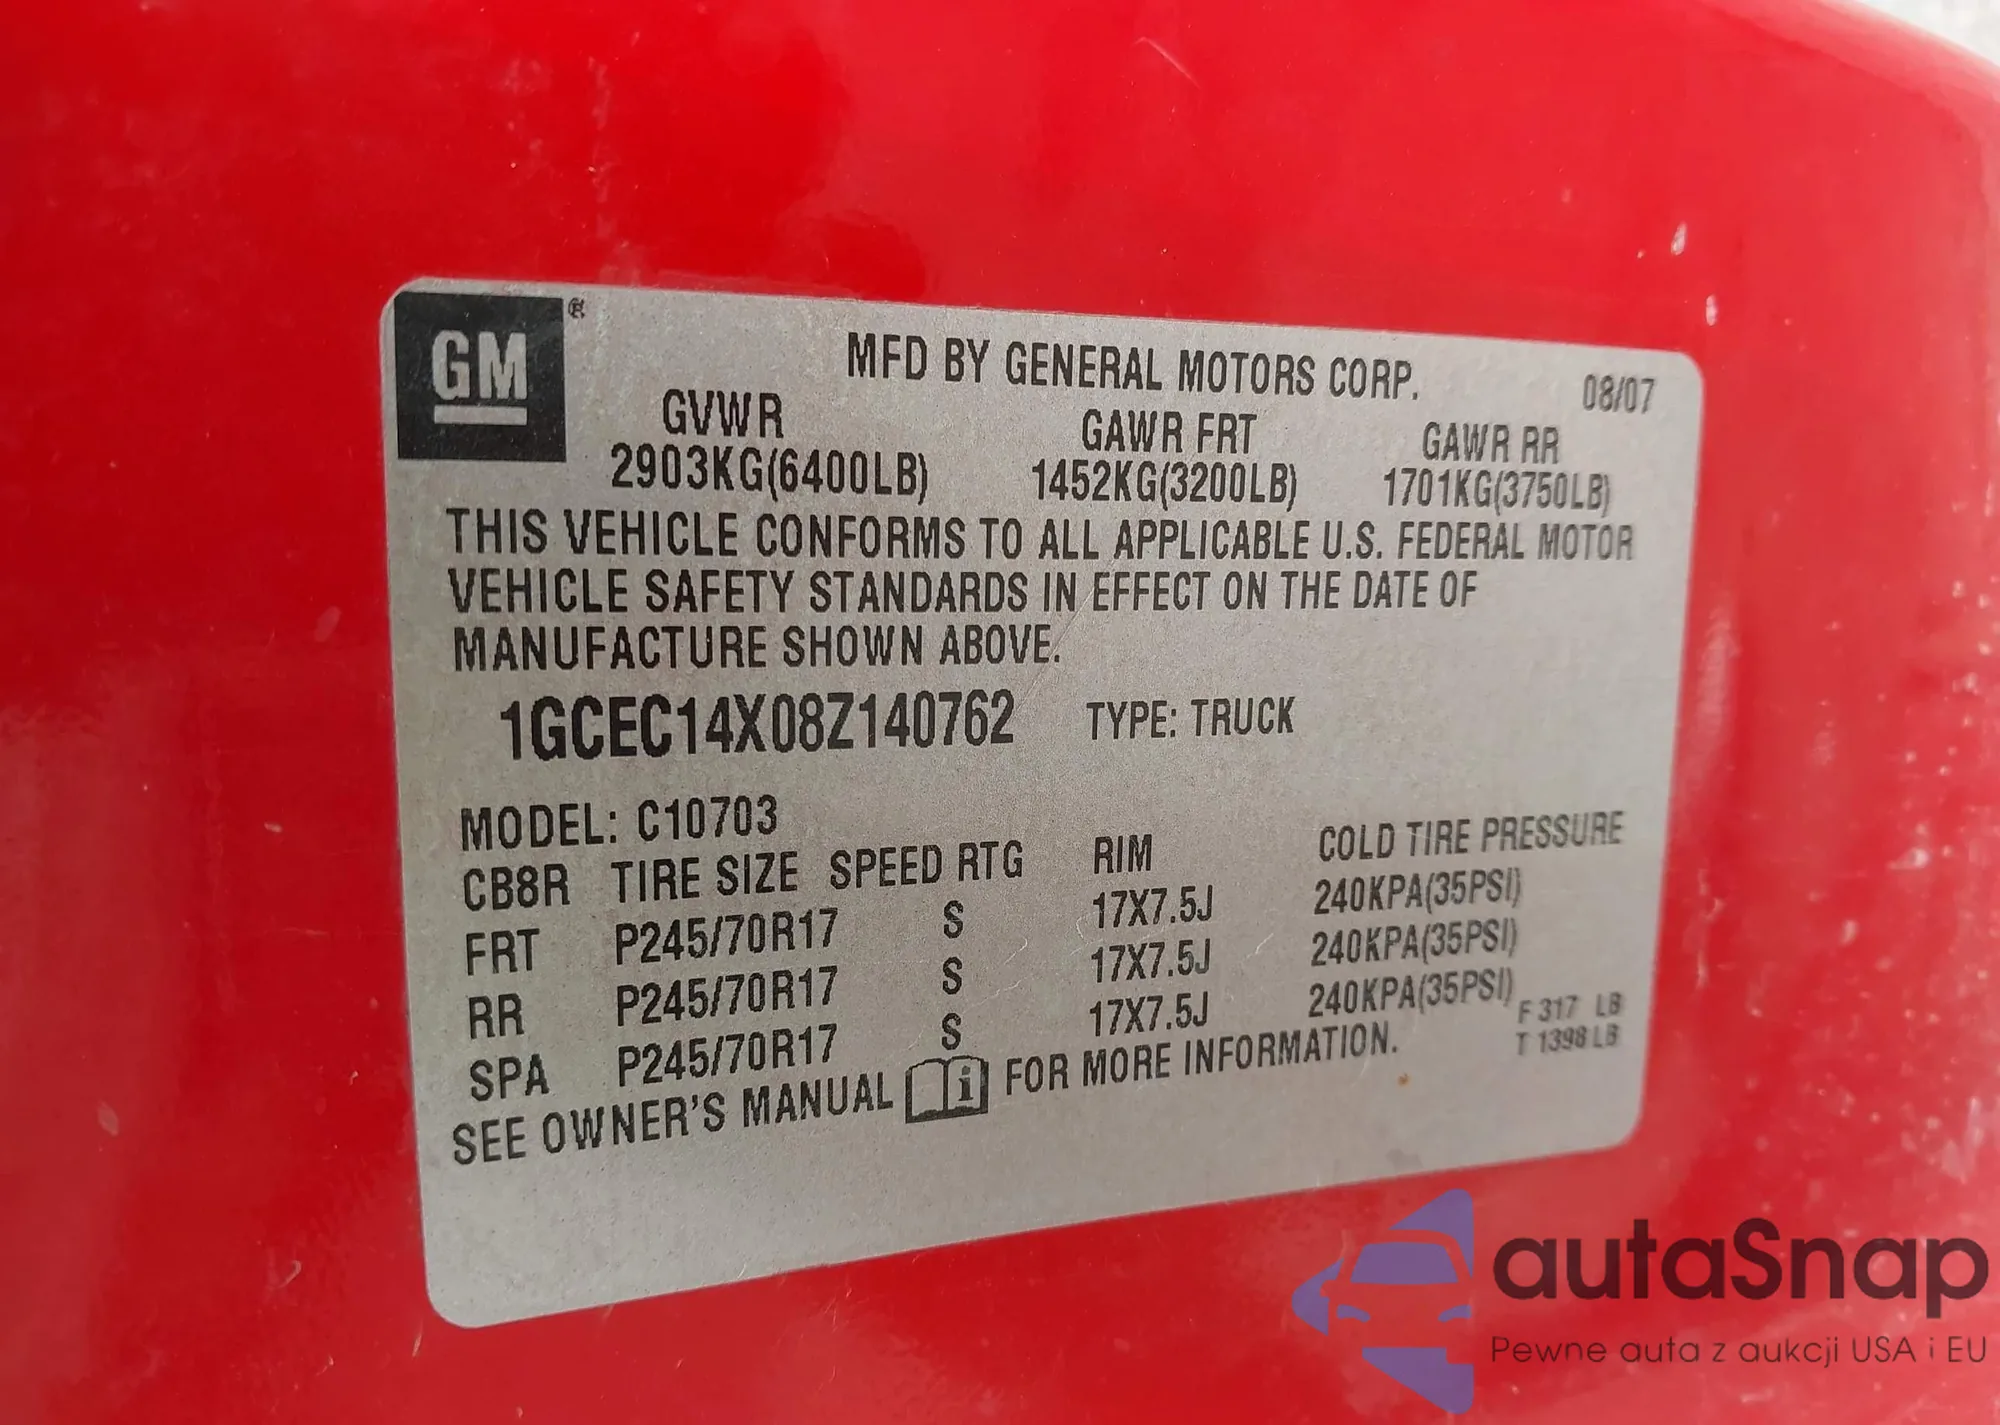 GM
MFD BY GENERAL MOTORS CORP. 08/07
GVWR GAWR FRT GAWR RR
2903KG(6400LB) 1452KG(3200LB) 1701KG(3750LB)
THIS VEHICLE CONFORMS TO ALL APPLICABLE U.S. FEDERAL MOTOR
VEHICLE SAFETY STANDARDS IN EFFECT ON THE DATE OF
MANUFACTURE SHOWN ABOVE.
1GCEC14X08Z140762 TYPE: TRUCK
MODEL: C10703
CB8R TIRE SIZE SPEED RTG RIM COLD TIRE PRESSURE
FRT P245/70R17 S 17X7.5J 240KPA(35PSI)
RR P245/70R17 S 17X7.5J 240KPA(35PSI)
SPA P245/70R17 S 17X7.5J 240KPA(35PSI)
F 317 LB
T 1398 LB
SEE OWNER'S MANUAL i FOR MORE INFORMATION.
autaSnap
Pewne auta z aukcji USA i EU